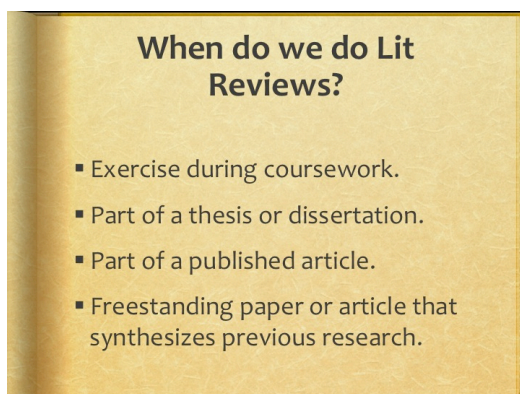 When do we do Lit
Reviews?
▪ Exercise during coursework.
▪ Part of a thesis or dissertation.
▪ Part of a published article.
▪ Freestanding paper or article that
synthesizes previous research.